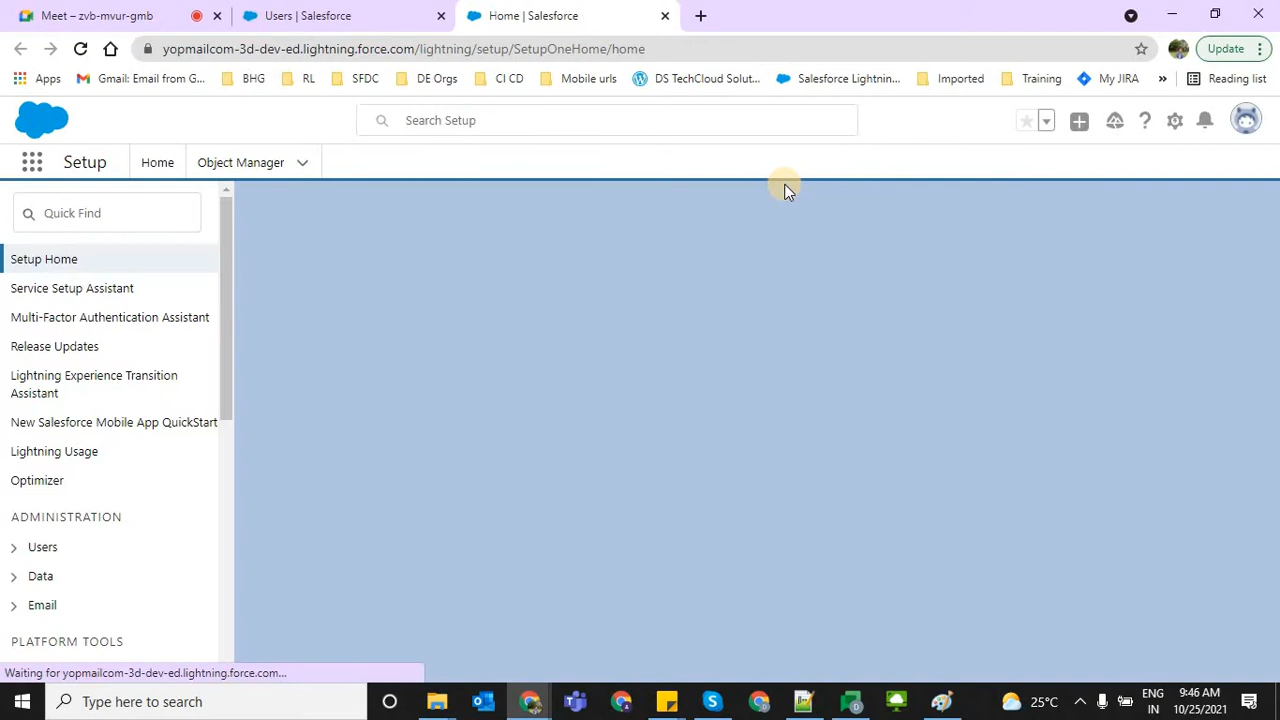 Meet – zvb-mvur-gmb
Users | Salesforce
Home | Salesforce
yopmailcom-3d-dev-ed.lightning.force.com/lightning/setup/SetupOneHome/home
Update
Apps
Gmail: Email from G...
BHG
RL
SFDC
DE Orgs
CI CD
Mobile urls
DS TechCloud Solut...
Salesforce Lightnin...
Imported
Training
My JIRA
»
Reading list
Search Setup
Setup
Home
Object Manager
Quick Find
Setup Home
Service Setup Assistant
Multi-Factor Authentication Assistant
Release Updates
Lightning Experience Transition
Assistant
New Salesforce Mobile App QuickStart
Lightning Usage
Optimizer
ADMINISTRATION
Users
Data
Email
PLATFORM TOOLS
Waiting for yopmailcom-3d-dev-ed.lightning.force.com...
Type here to search
25°C
ENG
IN
9:46 AM
10/25/2021